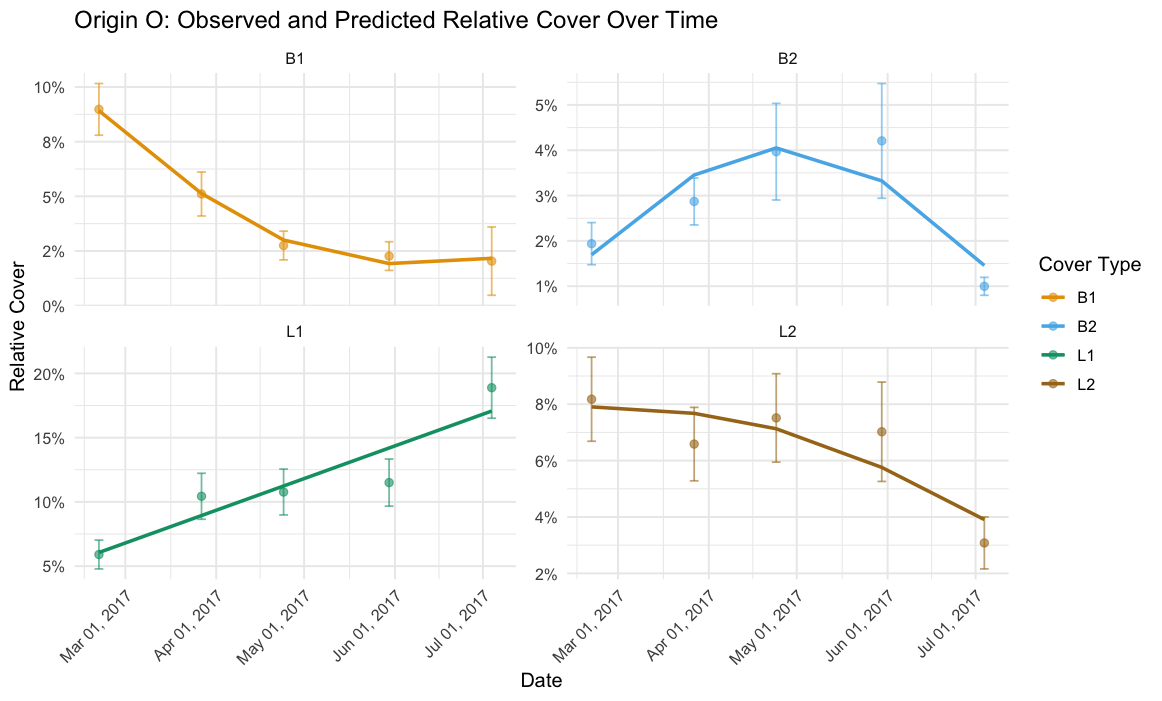 Origin O: Observed and Predicted Relative Cover Over Time
B1
B2
10%
8%
5%
2%
0%
5%
4%
3%
2%
1%
L1
L2
20%
15%
10%
5%
10%
8%
6%
4%
2%
Mar 01, 2017
Apr 01, 2017
May 01, 2017
Jun 01, 2017
Jul 01, 2017
Mar 01, 2017
Apr 01, 2017
May 01, 2017
Jun 01, 2017
Jul 01, 2017
Date
Relative Cover
Cover Type
B1
B2
L1
L2